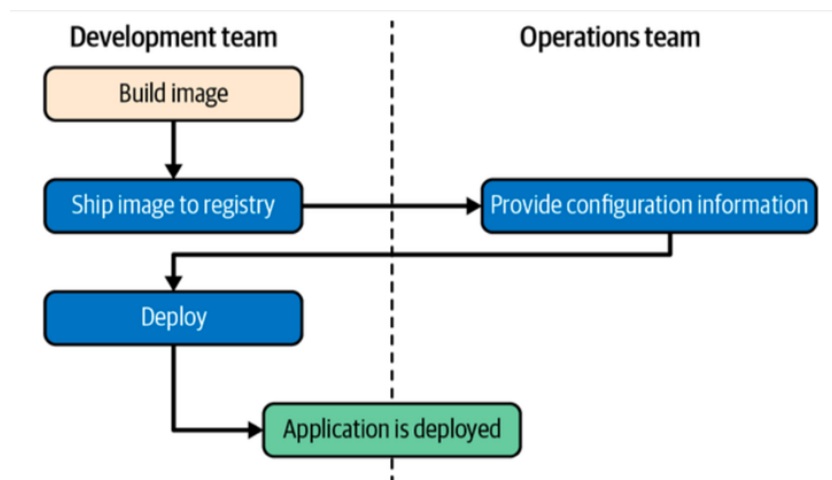 Development team
Operations team
Build image
Ship image to registry
Provide configuration information
Deploy
Application is deployed